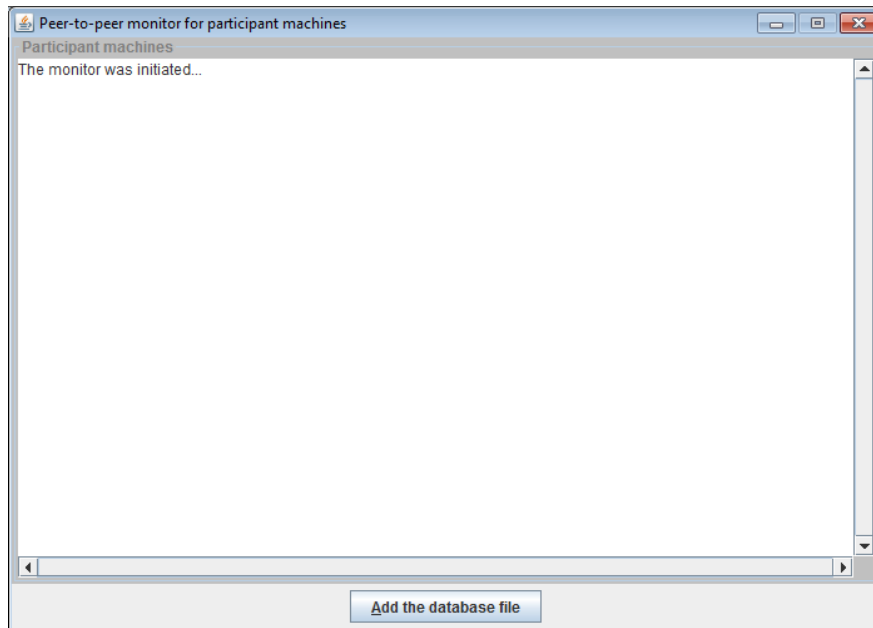 Peer-to-peer monitor for participant machines
Participant machines
The monitor was initiated...
Add the database file